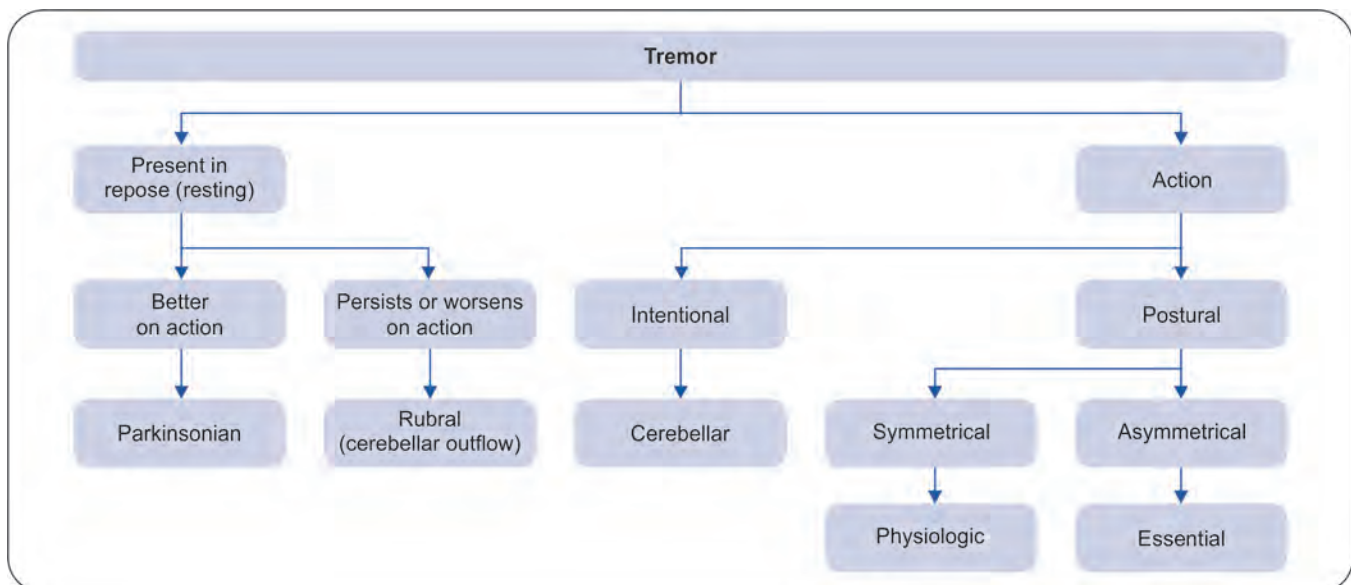 Tremor
Present in
repose (resting)
Action
Better
on action
Persists or worsens
on action
Intentional
Postural
Parkinsonian
Rubral
(cerebellar outflow)
Cerebellar
Symmetrical
Asymmetrical
Physiologic
Essential